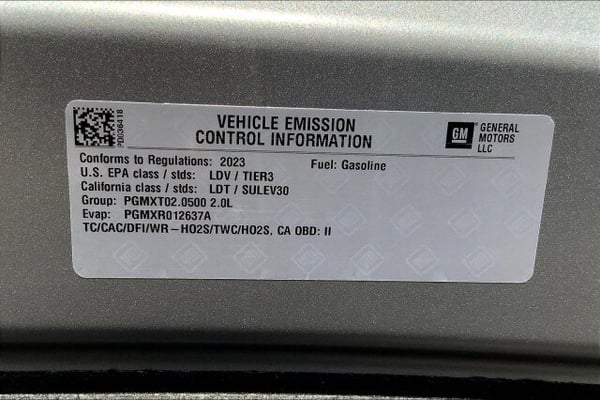 VEHICLE EMISSION
CONTROL INFORMATION
PD036418
GM
GENERAL
MOTORS
LLC
Conforms to Regulations: 2023
Fuel: Gasoline
U.S. EPA class / stds: LDV / TIER3
California class / stds: LDT / SULEV30
Group: PGMXT02.0500 2.0L
Evap: PGMXR012637A
TC/CAC/DFI/WR-HO2S/TWC/HO2S, CA OBD: II